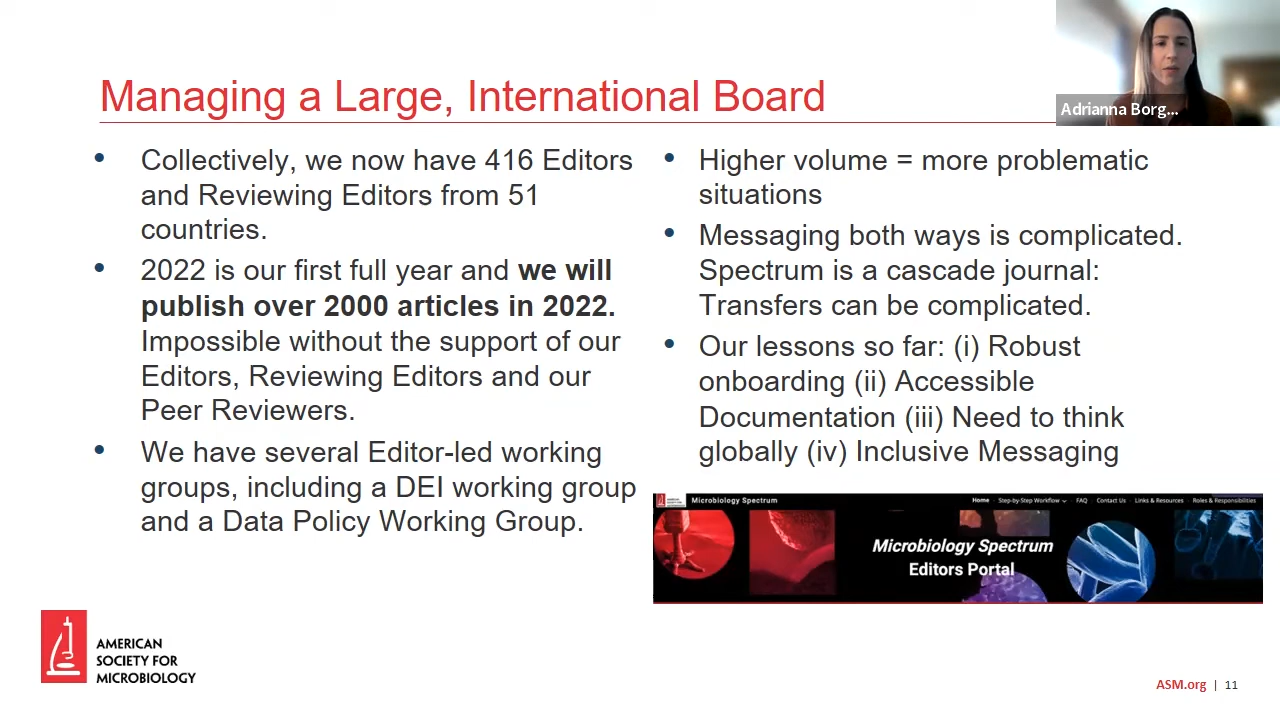 Managing a Large, International Board
Adrianna Borg...
• Collectively, we now have 416 Editors
and Reviewing Editors from 51
countries.
• 2022 is our first full year and we will
publish over 2000 articles in 2022.
Impossible without the support of our
Editors, Reviewing Editors and our
Peer Reviewers.
• We have several Editor-led working
groups, including a DEI working group
and a Data Policy Working Group.
• Higher volume = more problematic
situations
• Messaging both ways is complicated.
Spectrum is a cascade journal:
Transfers can be complicated.
• Our lessons so far: (i) Robust
onboarding (ii) Accessible
Documentation (iii) Need to think
globally (iv) Inclusive Messaging
Microbiology Spectrum
Home Step-by-Step Workflow FAQ Contact Us Links & Resources Roles & Responsibilities
Microbiology Spectrum
Editors Portal
AMERICAN
SOCIETY FOR
MICROBIOLOGY
ASM.org | 11